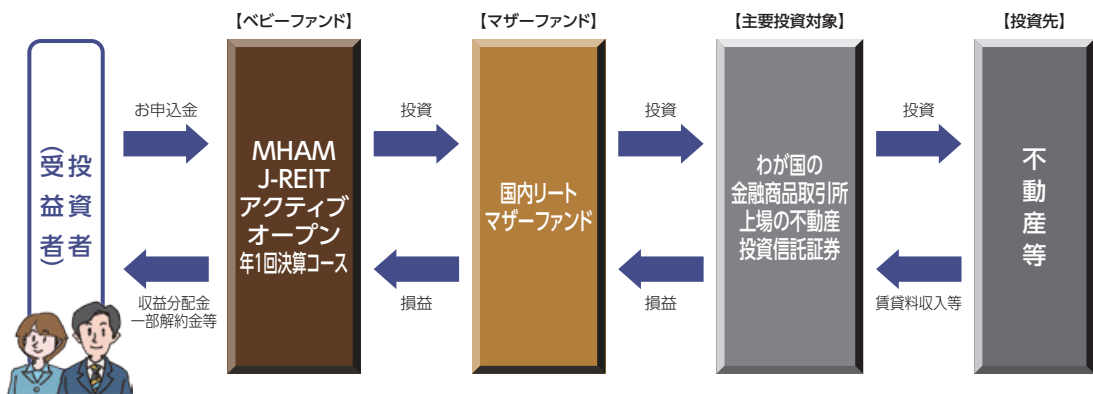 【ベビーファンド】
【マザーファンド】
【主要投資対象】
【投資先】
投資者
(受益者)
お申込金
収益分配金
一部解約金等
MHAM
J-REIT
アクティブ
オープン
年1回決算コース
投資
損益
国内リート
マザーファンド
投資
損益
わが国の
金融商品取引所
上場の不動産
投資信託証券
投資
賃貸料収入等
不動産等